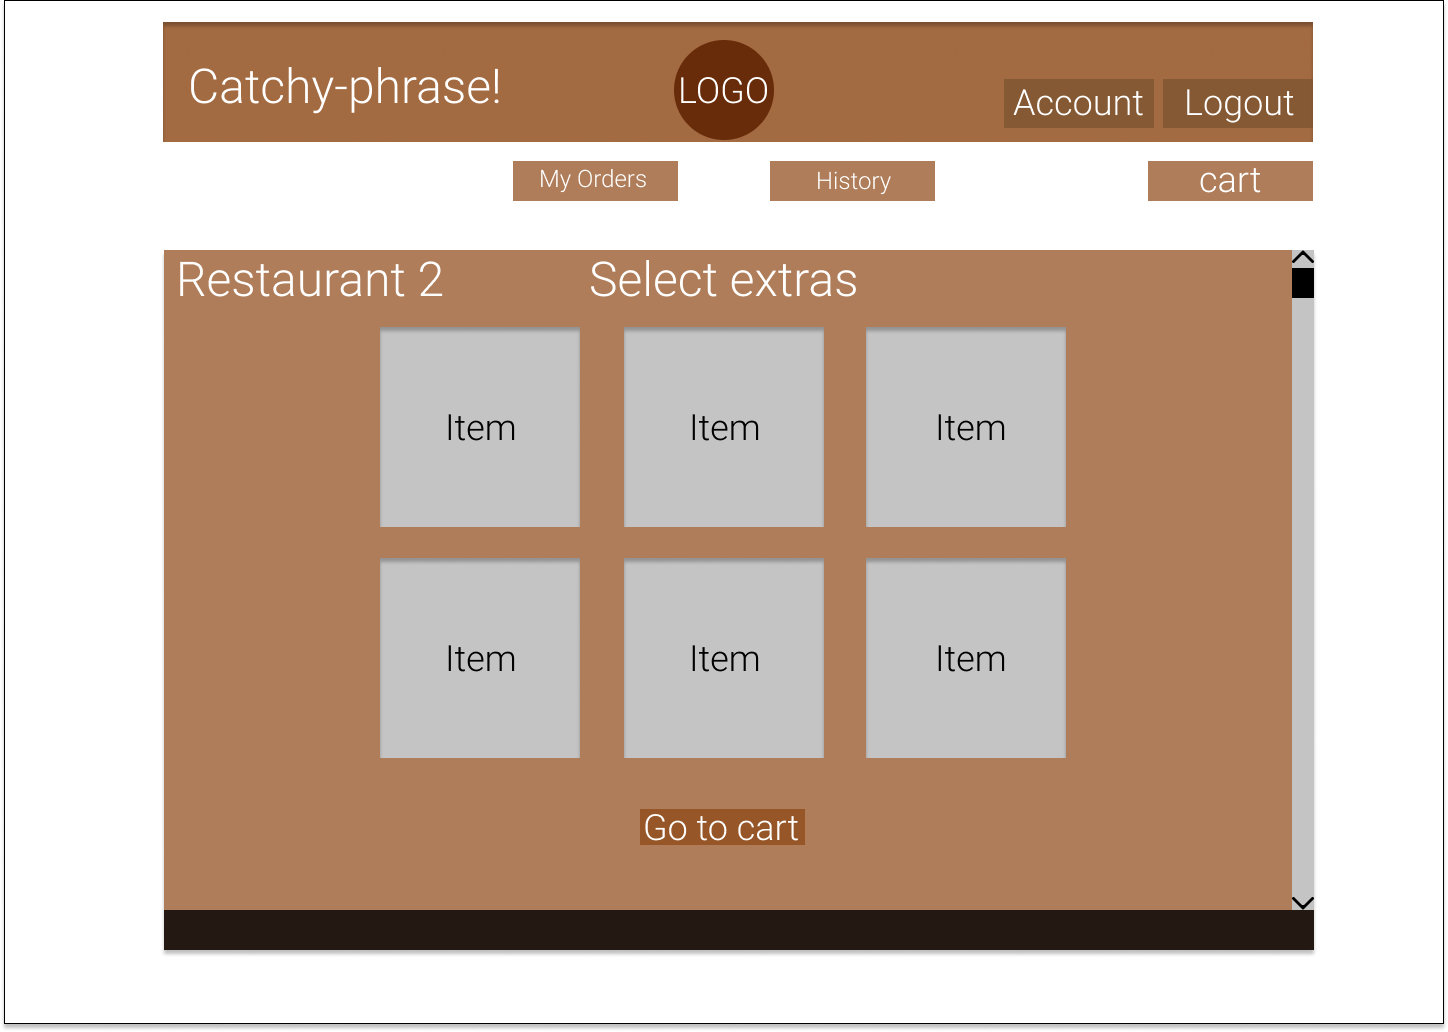 Catchy-phrase!
LOGO
Account
Logout
My Orders
History
cart
Restaurant 2
Select extras
Item
Item
Item
Item
Item
Item
Go to cart